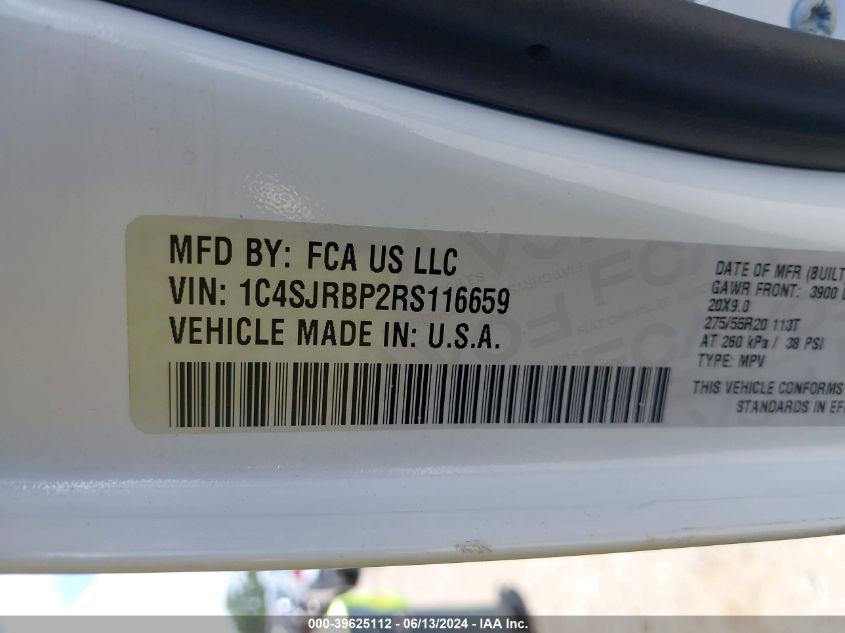 MFD BY: FCA US LLC
VIN: 1C4SJRBP2RS116659
VEHICLE MADE IN: U.S.A.
DATE OF MFR (BUILT
GAWR FRONT: 3900
20X9.0
275/55R20 113T
AT 260 kPa / 38 PSI
TYPE: MPV
THIS VEHICLE CONFORMS
STANDARDS IN
000-39625112 - 06/13/2024 - IAA Inc.